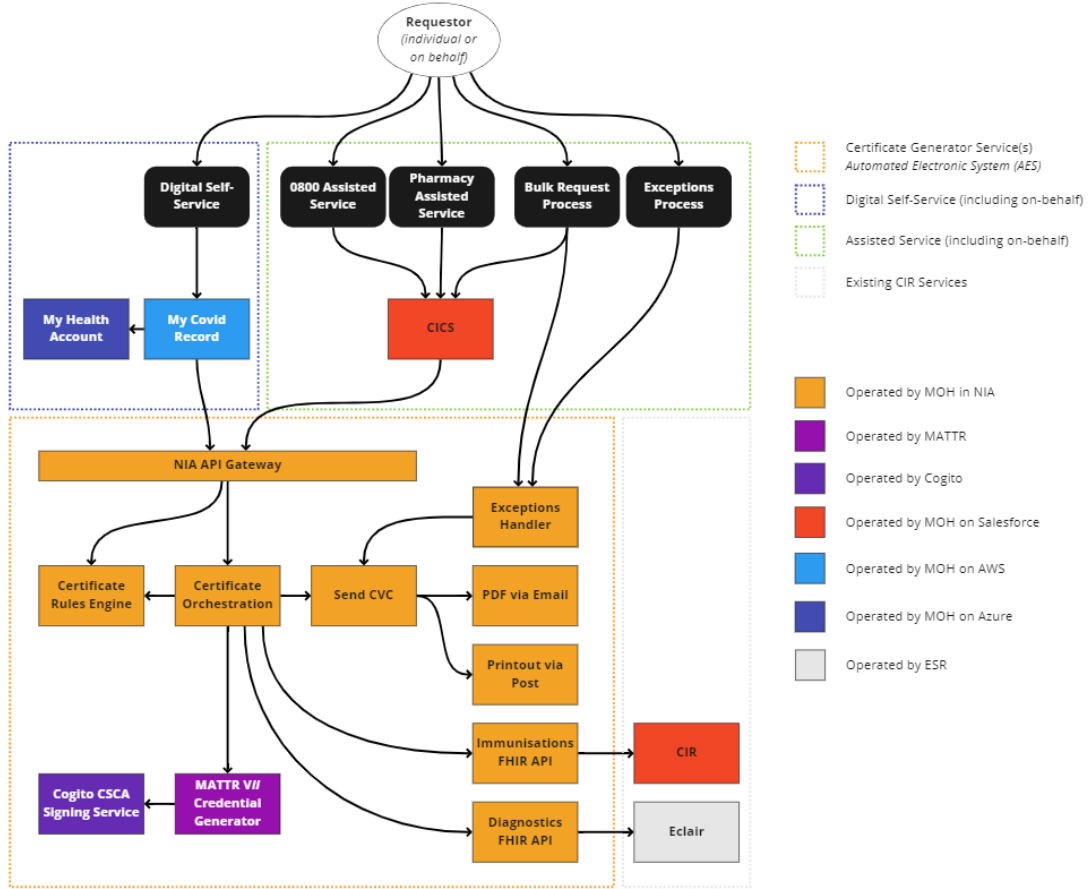 Requestor
(individual or
on behalf)
Digital Self-
Service
0800 Assisted
Service
Pharmacy
Assisted
Service
Bulk Request
Process
Exceptions
Process
My Health
Account
My Covid
Record
CICS
NIA API Gateway
Exceptions
Handler
Certificate
Rules Engine
Certificate
Orchestration
Send CVC
PDF via Email
Printout via
Post
Immunisations
FHIR API
CIR
Cogito CSCA
Signing Service
MATTR VII
Credential
Generator
Diagnostics
FHIR API
Eclair
Certificate Generator Service(s)
Automated Electronic System (AES)
Digital Self-Service (including on-behalf)
Assisted Service (including on-behalf)
Existing CIR Services
Operated by MOH in NIA
Operated by MATTR
Operated by Cogito
Operated by MOH on Salesforce
Operated by MOH on AWS
Operated by MOH on Azure
Operated by ESR